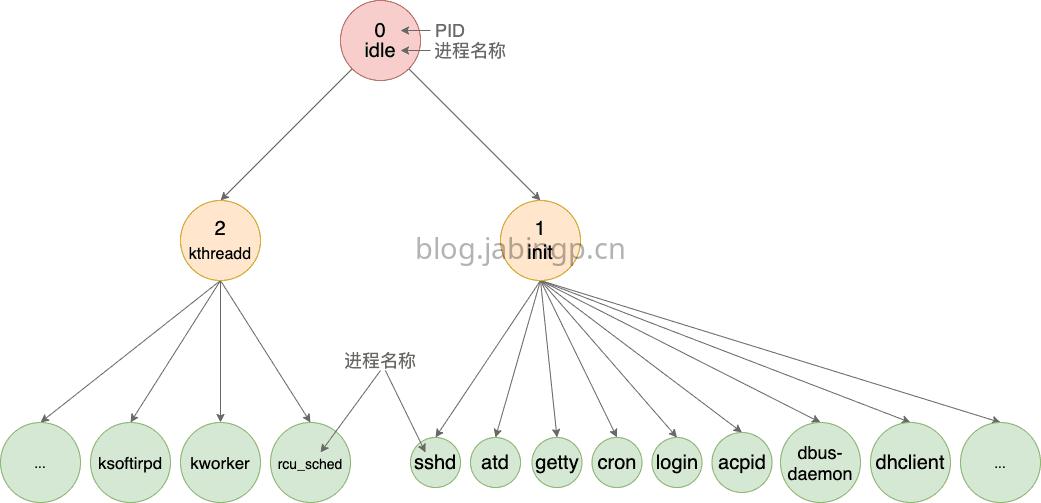 0
idle
PID
进程名称
2
kthreadd
1
init
blog.jabingp.cn
进程名称
...
ksoftirpd
kworker
rcu_sched
sshd
atd
getty
cron
login
acpid
dbus-
daemon
dhclient
...